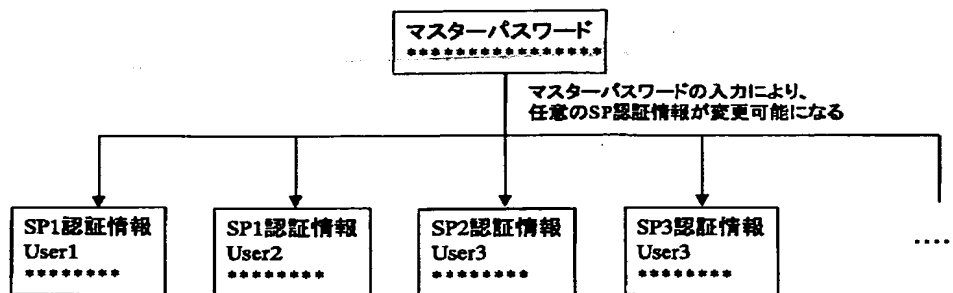 マスターパスワード
****************
マスターパスワードの入力により、
任意のSP認証情報が変更可能になる
SP1認証情報
User1
********
SP1認証情報
User2
********
SP2認証情報
User3
********
SP3認証情報
User3
********
....